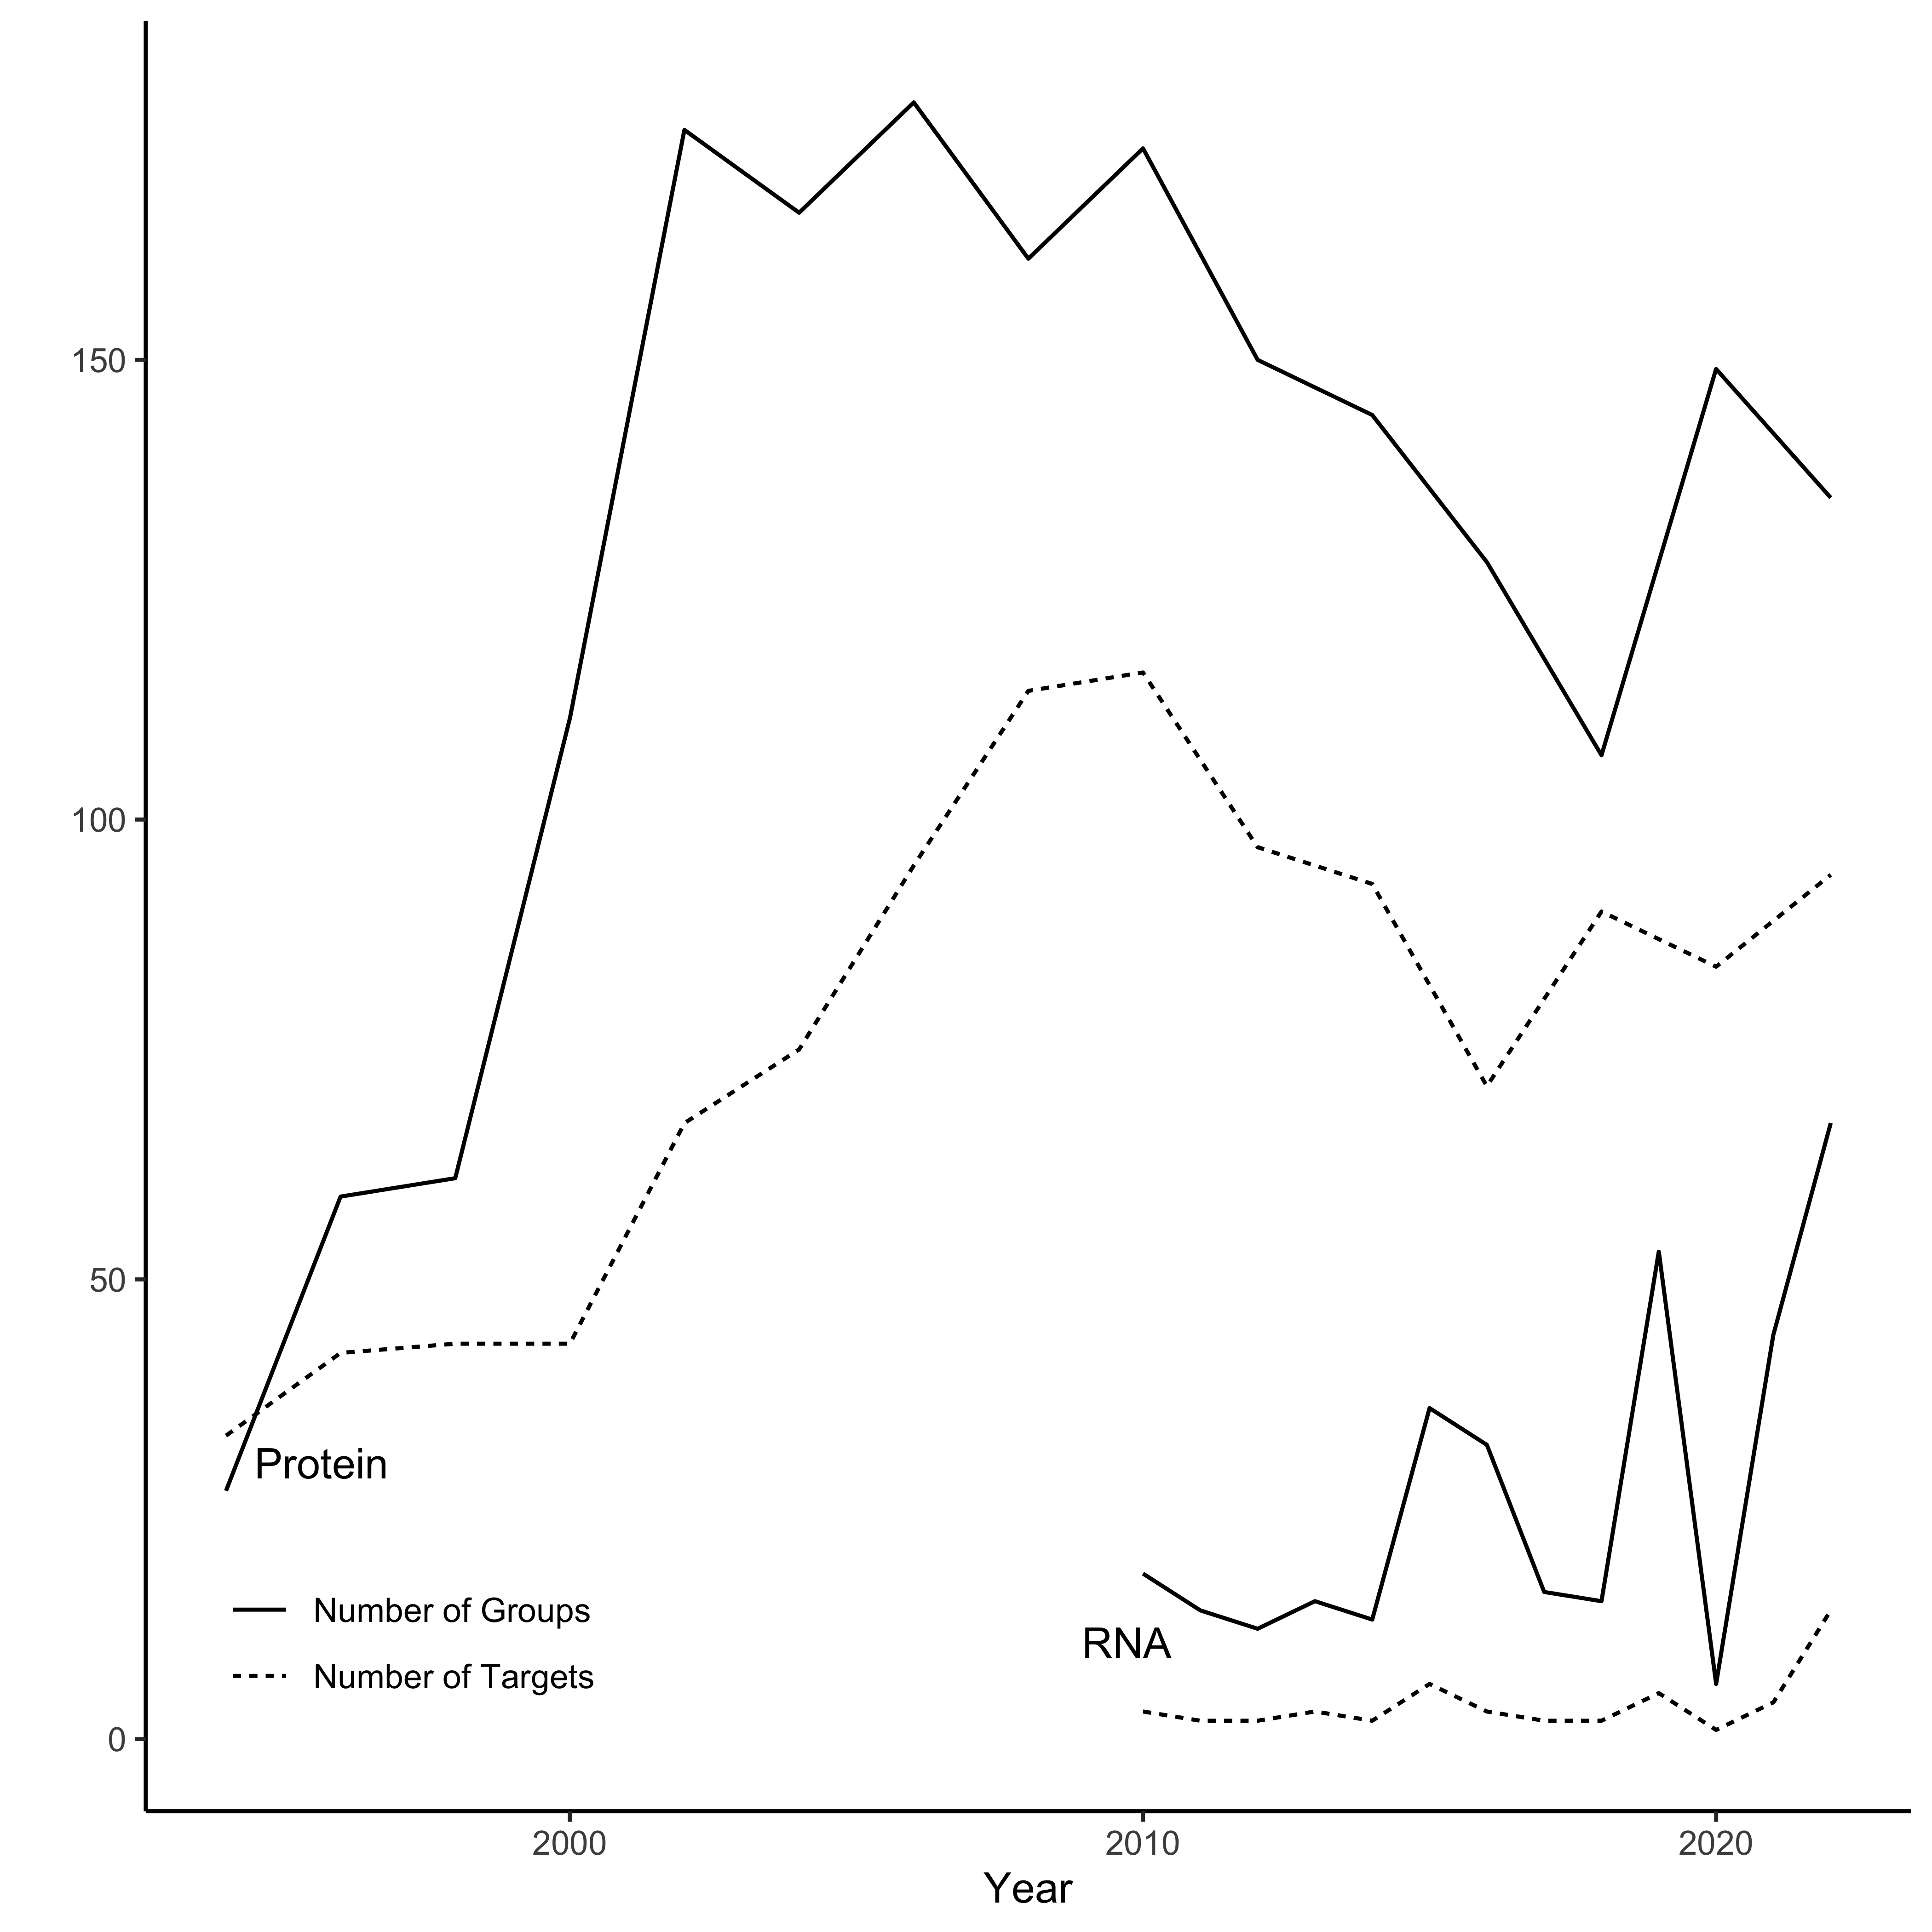 150
100
50
Protein
Number of Groups
RNA
Number of Targets
0
2000
2010
2020
Year